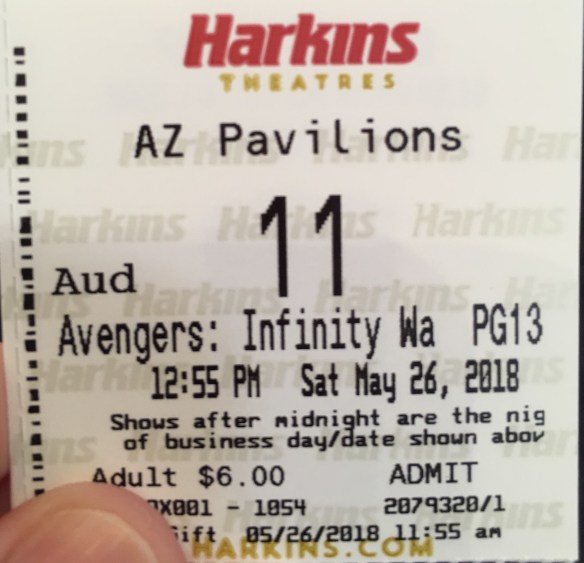 Harkins
THEATRES
AZ Pavilions
11
Aud
Avengers: Infinity Wa PG13
12:55 PM Sat May 26, 2018
Shows after midnight are the nig
of business day/date shown abov
Adult $6.00 ADMIT
X001 - 1054 2079320/1
ift 05/26/2018 11:55 am
HARKINS.COM